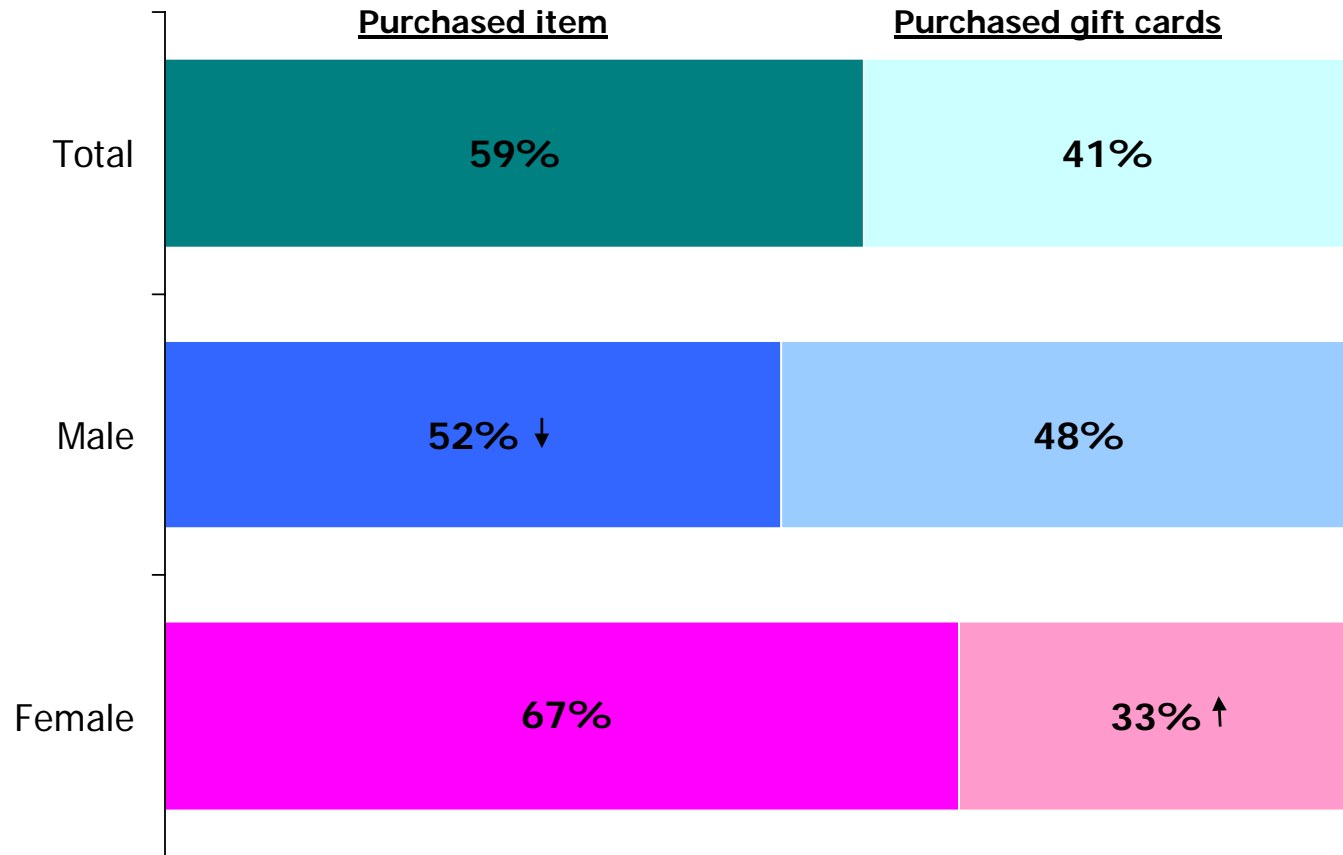 Purchased item Purchased gift cards
Total 59% 41%
Male 52% ↓ 48%
Female 67% 33% ↑